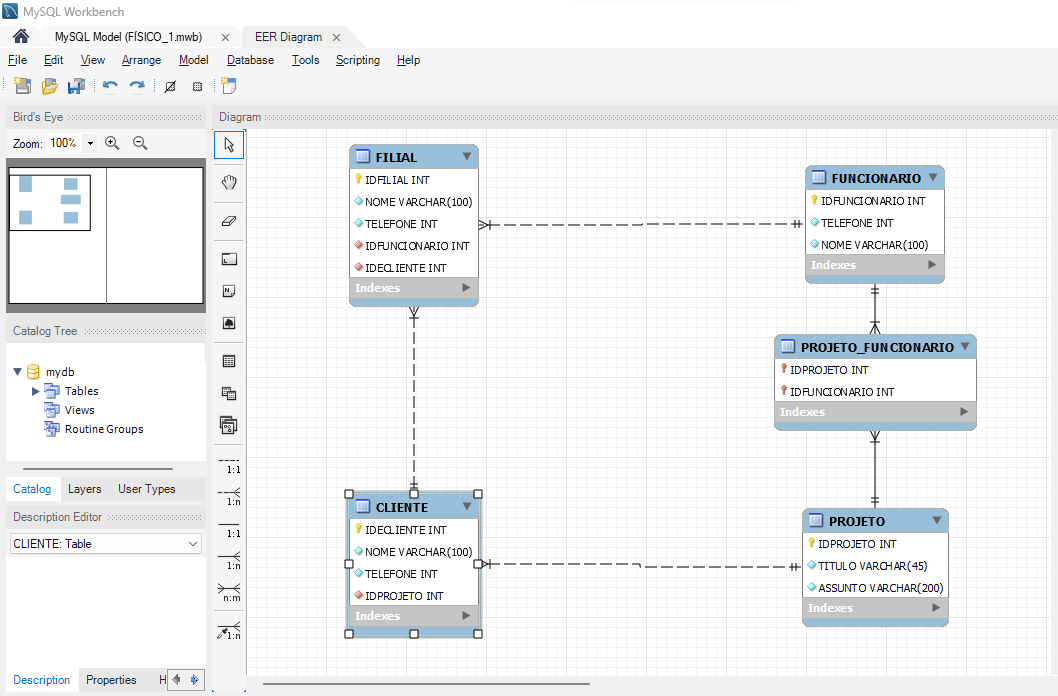 MySQL Workbench
MySQL Model (FÍSICO_1.mwb)
EER Diagram
File Edit View Arrange Model Database Tools Scripting Help
Bird's Eye
Diagram
Zoom: 100%
FILIAL
IDFILIAL INT
NOME VARCHAR(100)
TELEFONE INT
IDFUNCIONARIO INT
IDECLIENTE INT
Indexes
FUNCIONARIO
IDFUNCIONARIO INT
TELEFONE INT
NOME VARCHAR(100)
Indexes
PROJETO_FUNCIONARIO
IDPROJETO INT
IDFUNCIONARIO INT
Indexes
CLIENTE
IDECLIENTE INT
NOME VARCHAR(100)
TELEFONE INT
IDPROJETO INT
Indexes
PROJETO
IDPROJETO INT
TITULO VARCHAR(45)
ASSUNTO VARCHAR(200)
Indexes
Catalog Tree
mydb
Tables
Views
Routine Groups
Catalog Layers User Types
Description Editor
CLIENTE: Table
Description Properties H
1:1
1:n
1:1
1:n
n:m
1:n